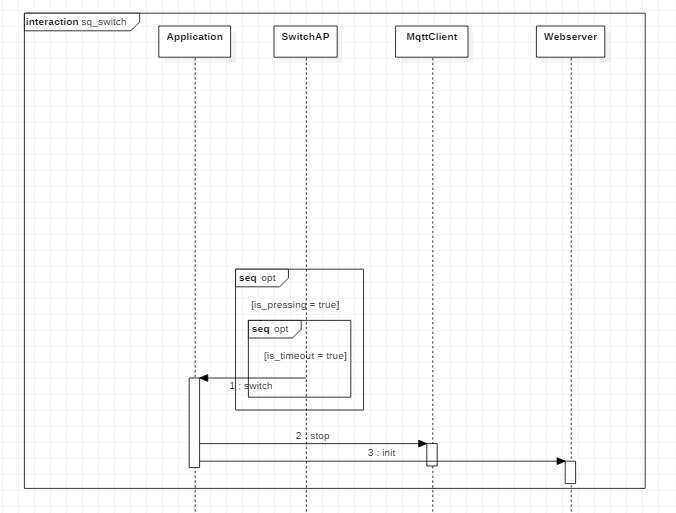 interaction sq_switch
Application
SwitchAP
MqttClient
Webserver
seq opt
[is_pressing = true]
seq opt
[is_timeout = true]
1 : switch
2 : stop
3 : init